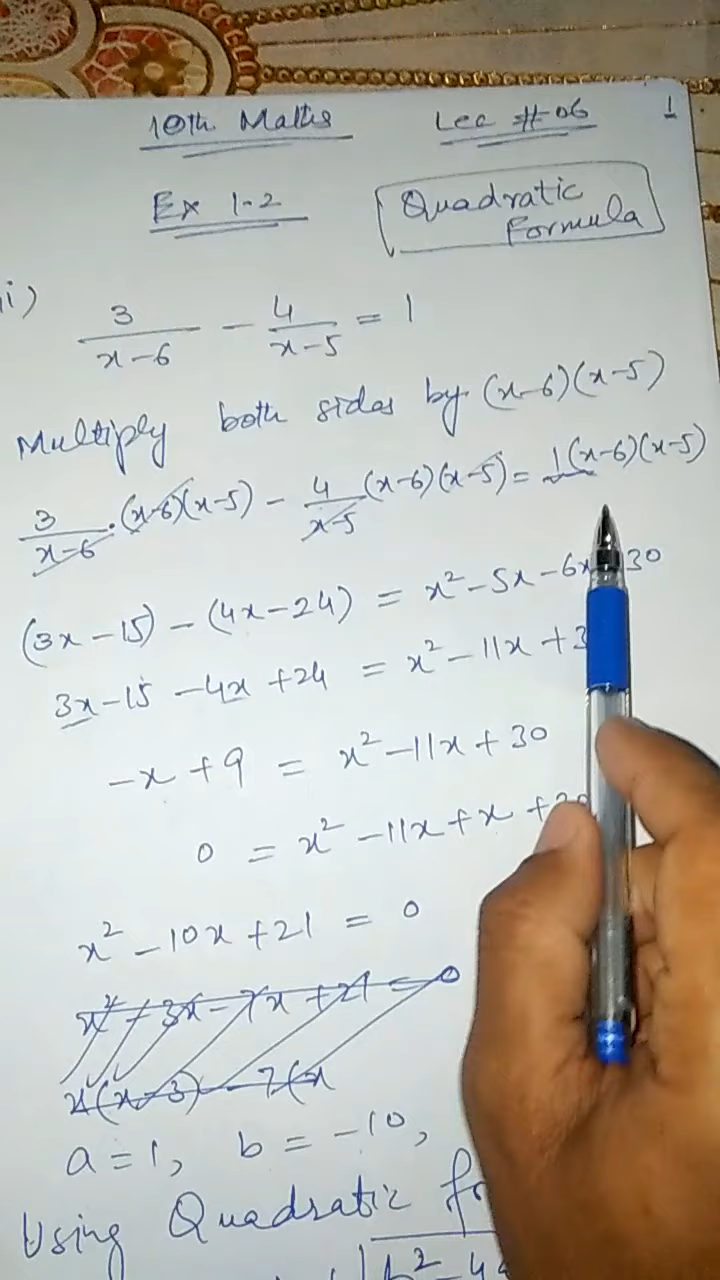 10th Maths Lec #-06 1
Ex 1.2 Quadratic Formula
i) 3/(x-6) - 4/(x-5) = 1
Multiply both sides by (x-6)(x-5)
3/(x-6) . (x-6)(x-5) - 4/(x-5) (x-6)(x-5) = 1(x-6)(x-5)
(3x-15) - (4x-24) = x² - 5x - 6x 30
3x-15 -4x +24 = x² - 11x + 3
-x + 9 = x² - 11x + 30
0 = x² - 11x + x +
x² - 10x + 21 = 0
x² - 3x - 7x + 21 = 0
x(x-3) - 7(x
a = 1, b = -10,
Using Quadratic
b² - 4